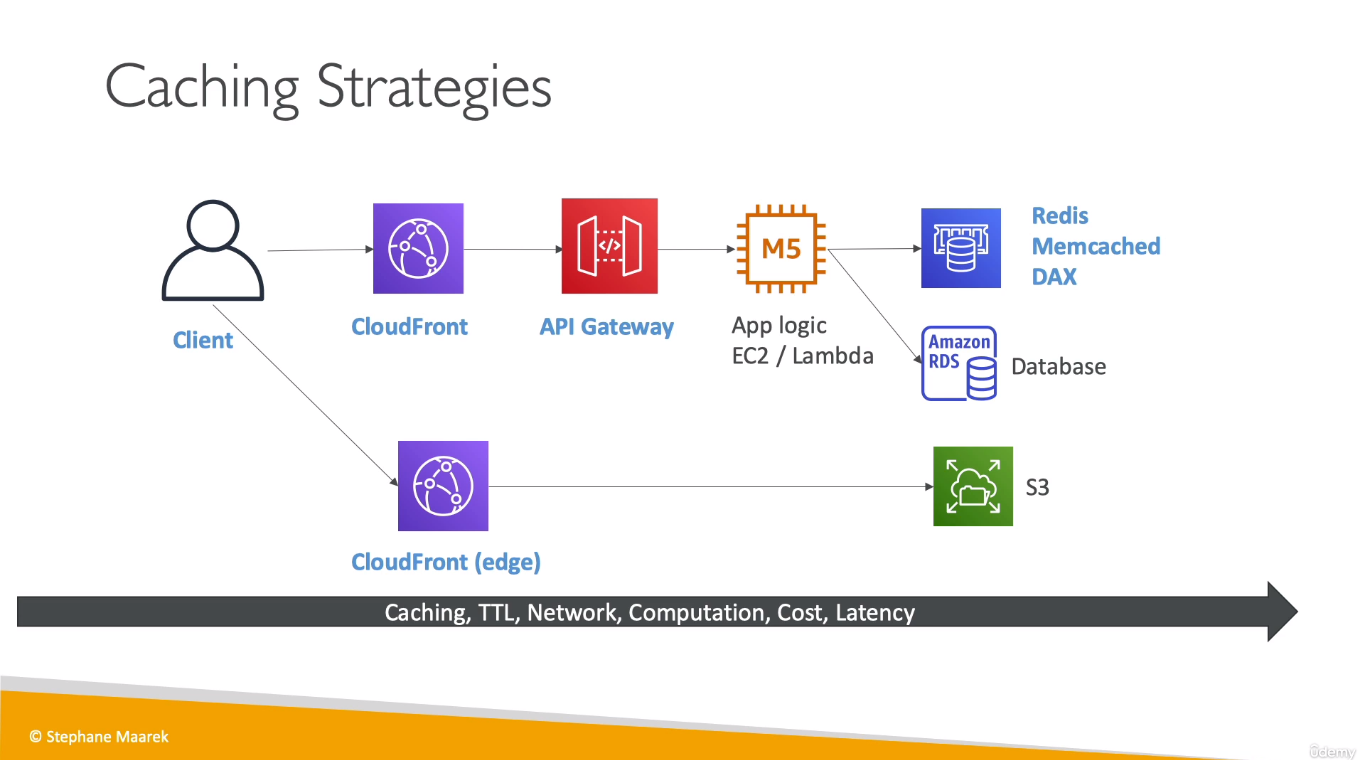 Caching Strategies
Client
CloudFront
API Gateway
</>
M5
App logic
EC2 / Lambda
Redis
Memcached
DAX
Amazon
RDS
Database
CloudFront (edge)
S3
Caching, TTL, Network, Computation, Cost, Latency
© Stephane Maarek
ûdemy